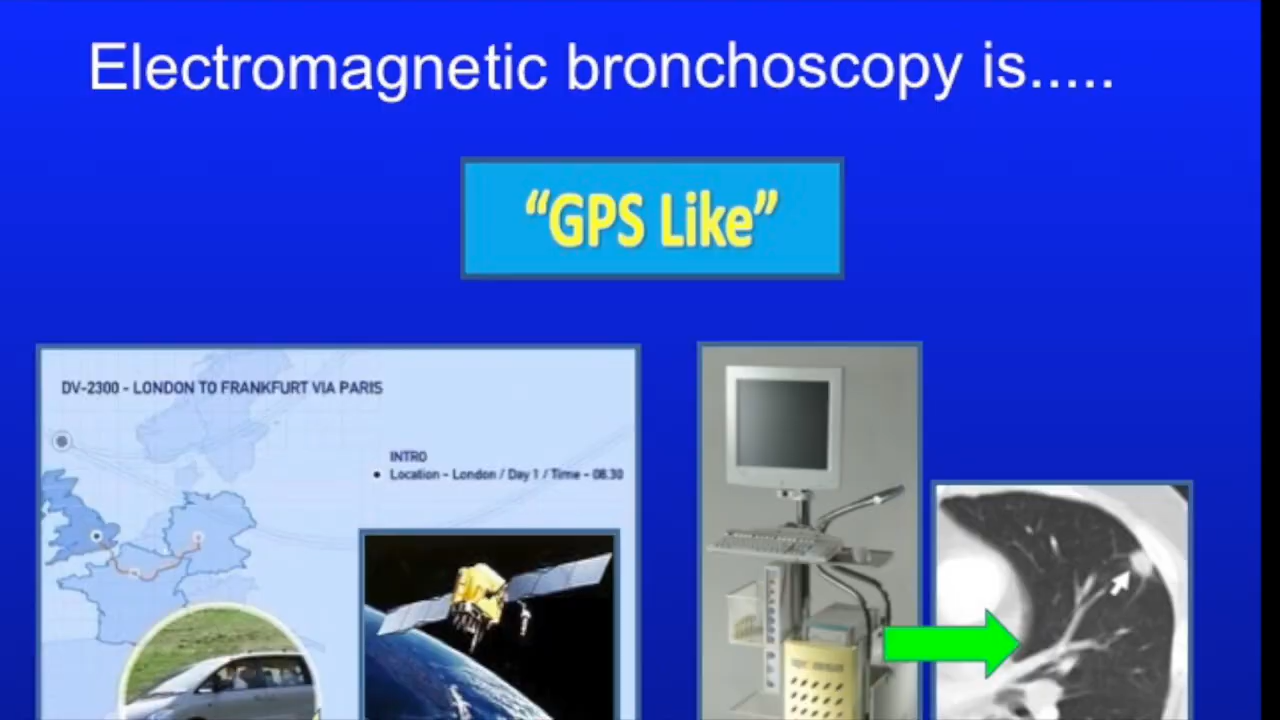 Electromagnetic bronchoscopy is.....
“GPS Like”
DV-2300 - LONDON TO FRANKFURT VIA PARIS
INTRO
• Location - London / Day 1 / Time - 08.30